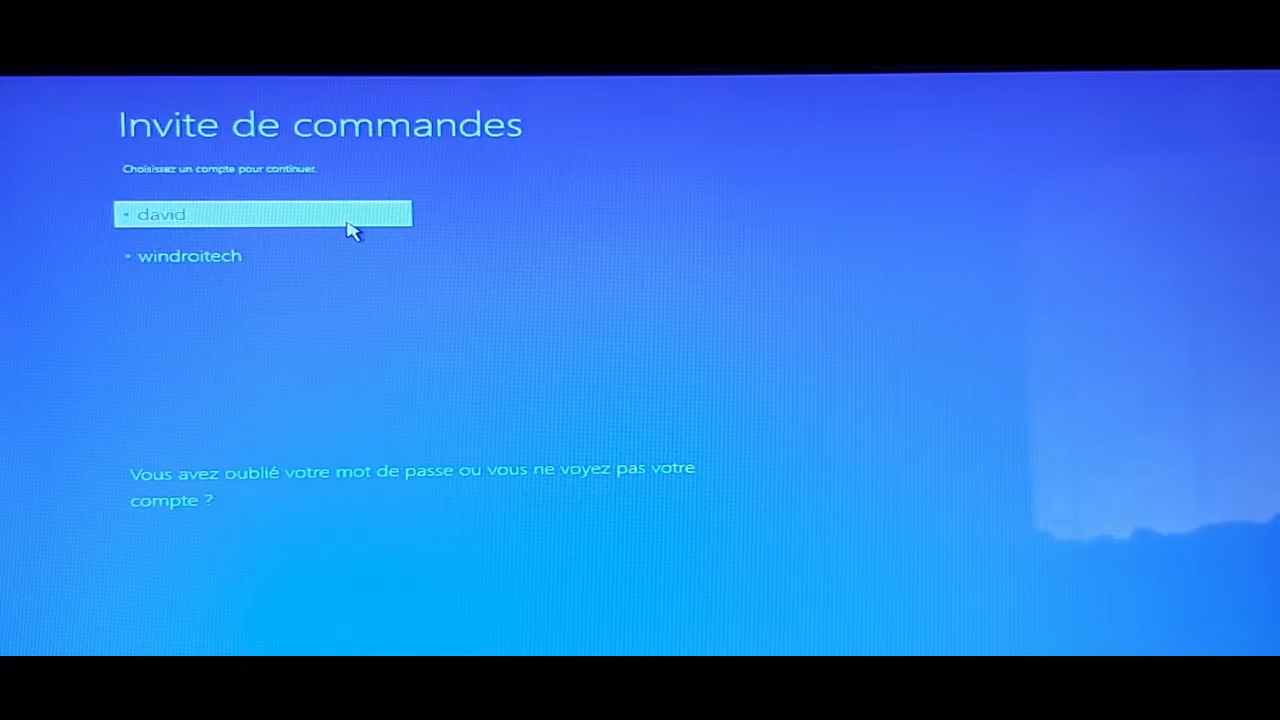 Invite de commandes
Choisissez un compte pour continuer.
david
windroitech
Vous avez oublié votre mot de passe ou vous ne voyez pas votre
compte ?